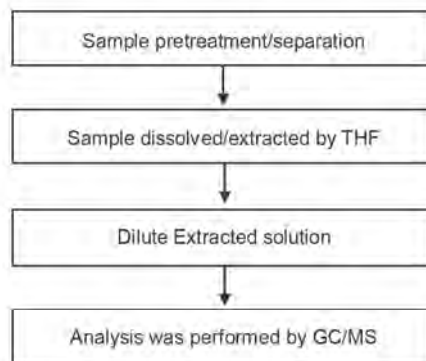 Sample pretreatment/separation
Sample dissolved/extracted by THF
Dilute Extracted solution
Analysis was performed by GC/MS